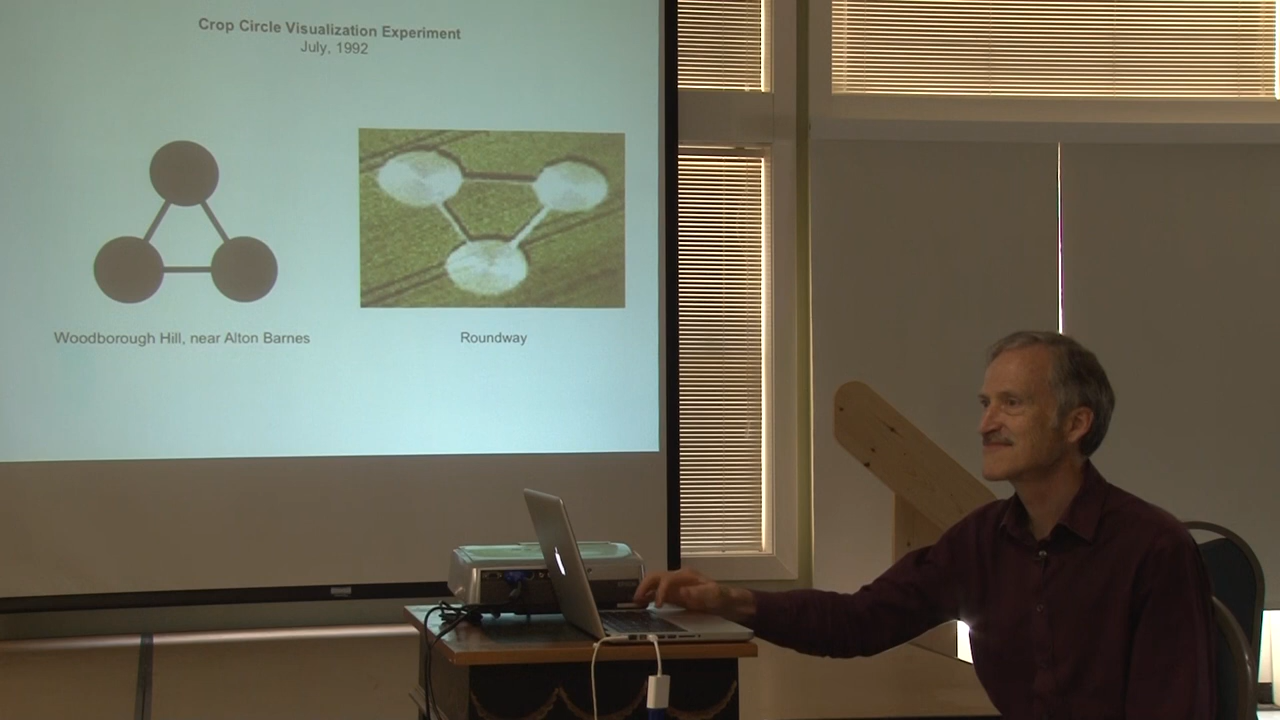 Crop Circle Visualization Experiment
July, 1992
Woodborough Hill, near Alton Barnes
Roundway